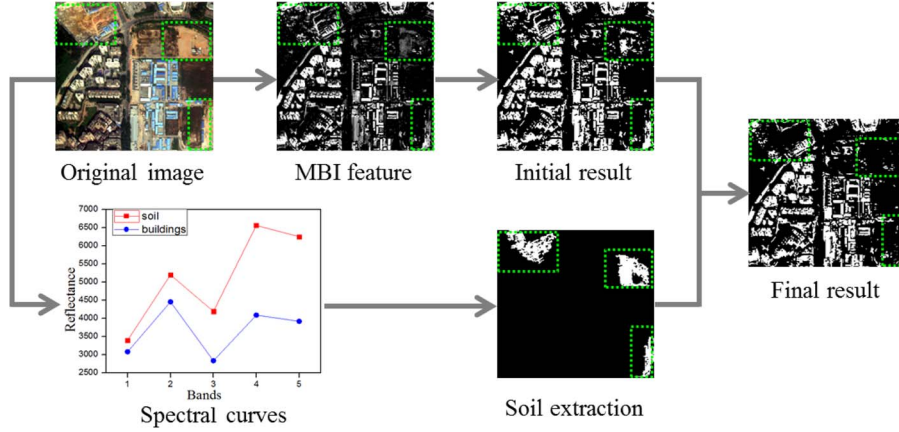 Original image
MBI feature
Initial result
Final result
7000
6500
6000
5500
5000
4500
4000
3500
3000
2500
Reflectance
soil
buildings
1 2 3 4 5
Bands
Spectral curves
Soil extraction